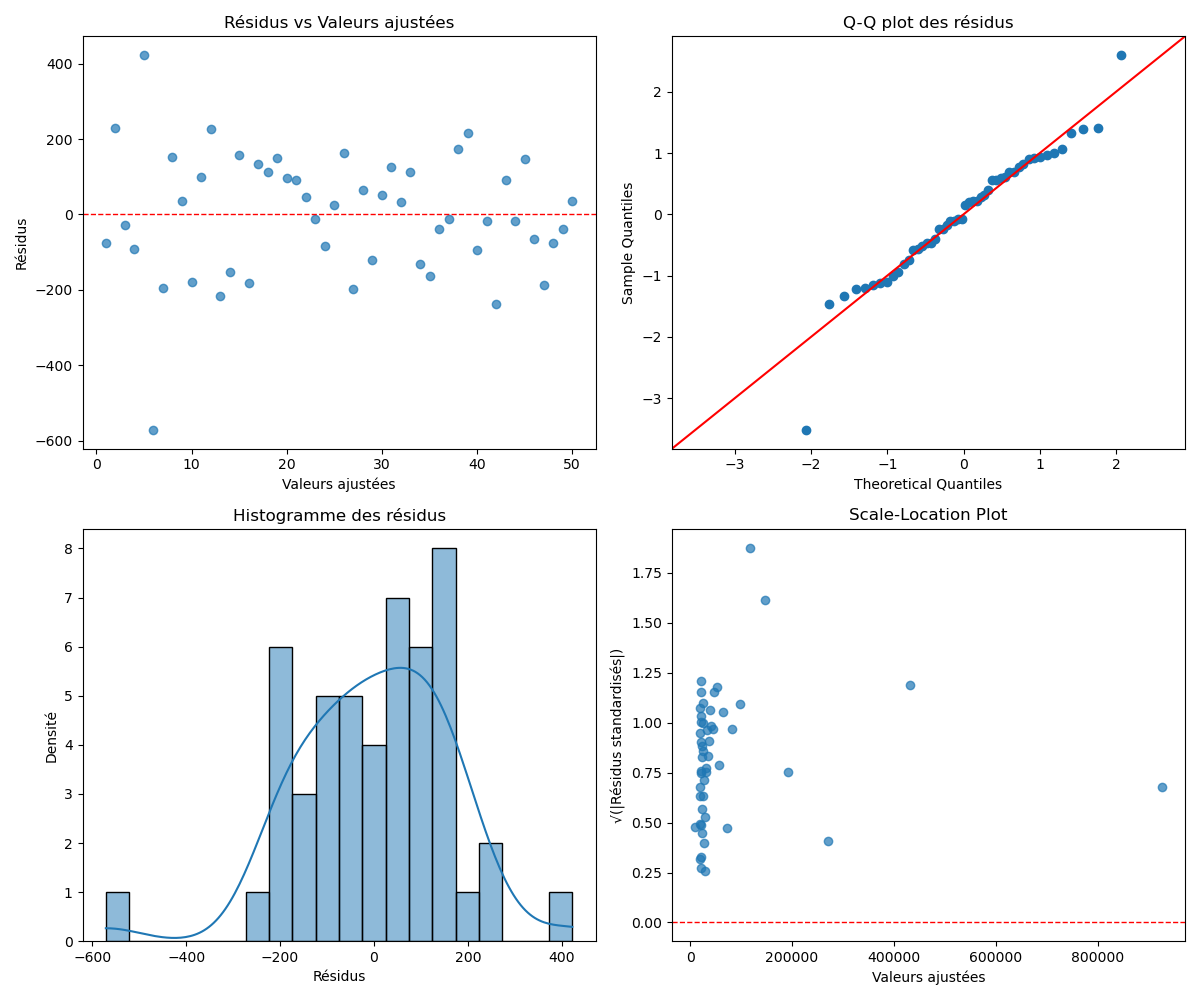 Résidus vs Valeurs ajustées
400
200
0
−200
−400
−600
Résidus
0 10 20 30 40 50
Valeurs ajustées
Q-Q plot des résidus
2
1
0
−1
−2
−3
Sample Quantiles
−3 −2 −1 0 1 2
Theoretical Quantiles
Histogramme des résidus
8
7
6
5
4
3
2
1
0
Densité
−600 −400 −200 0 200 400
Résidus
Scale-Location Plot
1.75
1.50
1.25
1.00
0.75
0.50
0.25
0.00
√(|Résidus standardisés|)
0 200000 400000 600000 800000
Valeurs ajustées